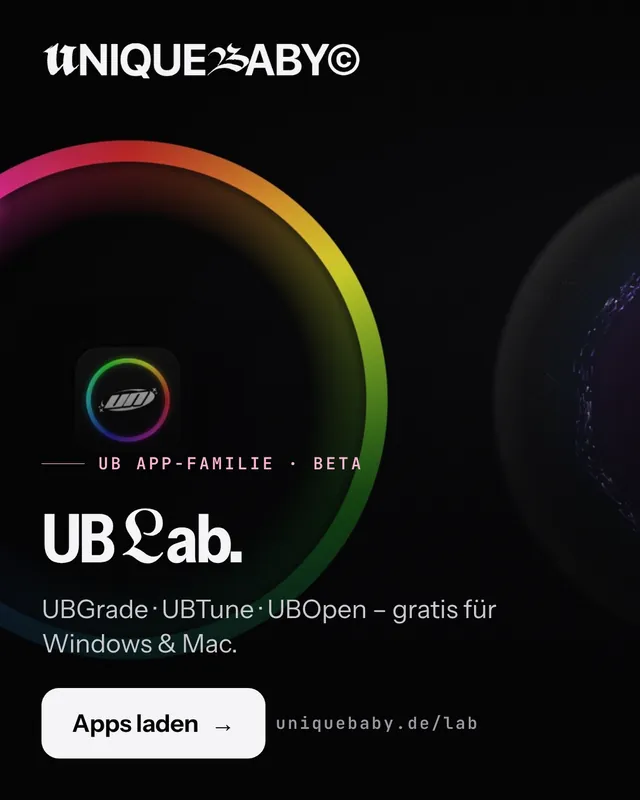 UNIQUEBABY©
UB APP-FAMILIE · BETA
UB Lab.
UBGrade · UBTune · UBOpen – gratis für
Windows & Mac.
Apps laden →
uniquebaby.de/lab